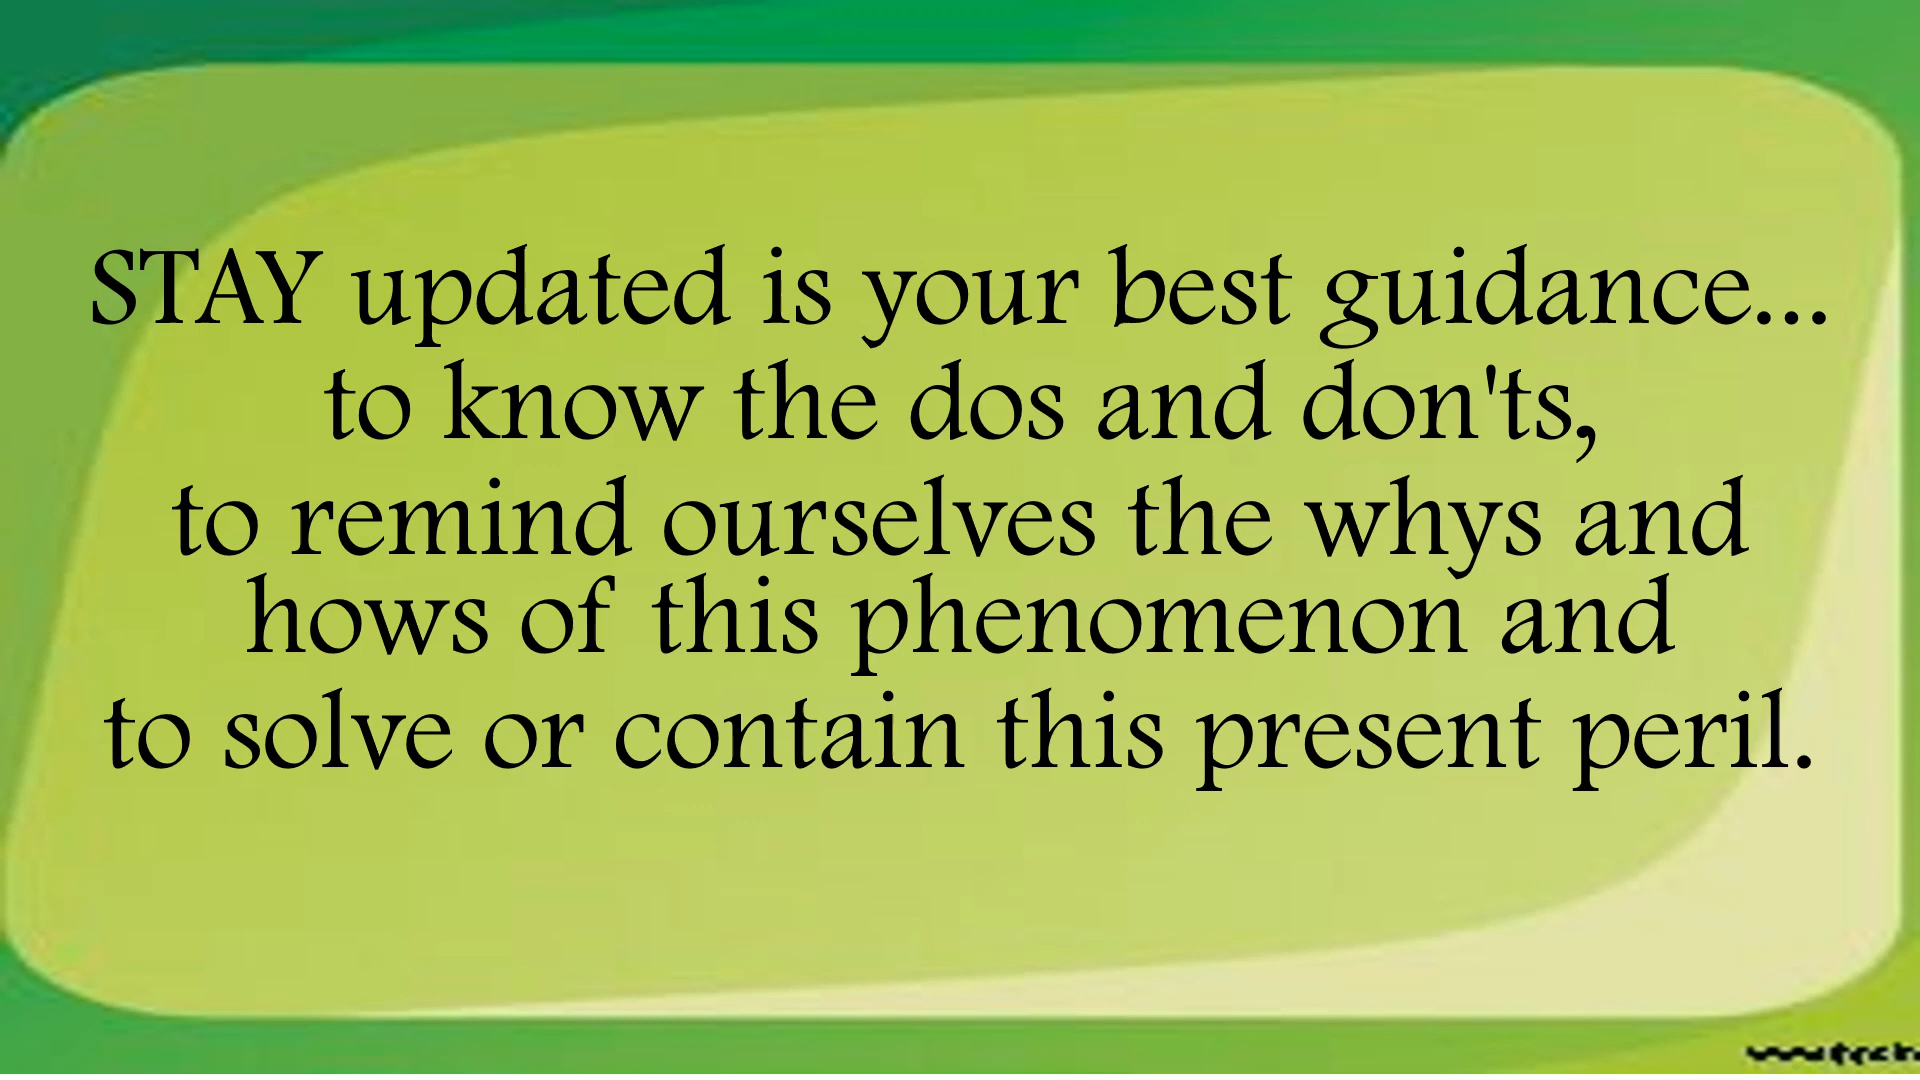 STAY updated is your best guidance...
to know the dos and don'ts,
to remind ourselves the whys and
hows of this phenomenon and
to solve or contain this present peril.